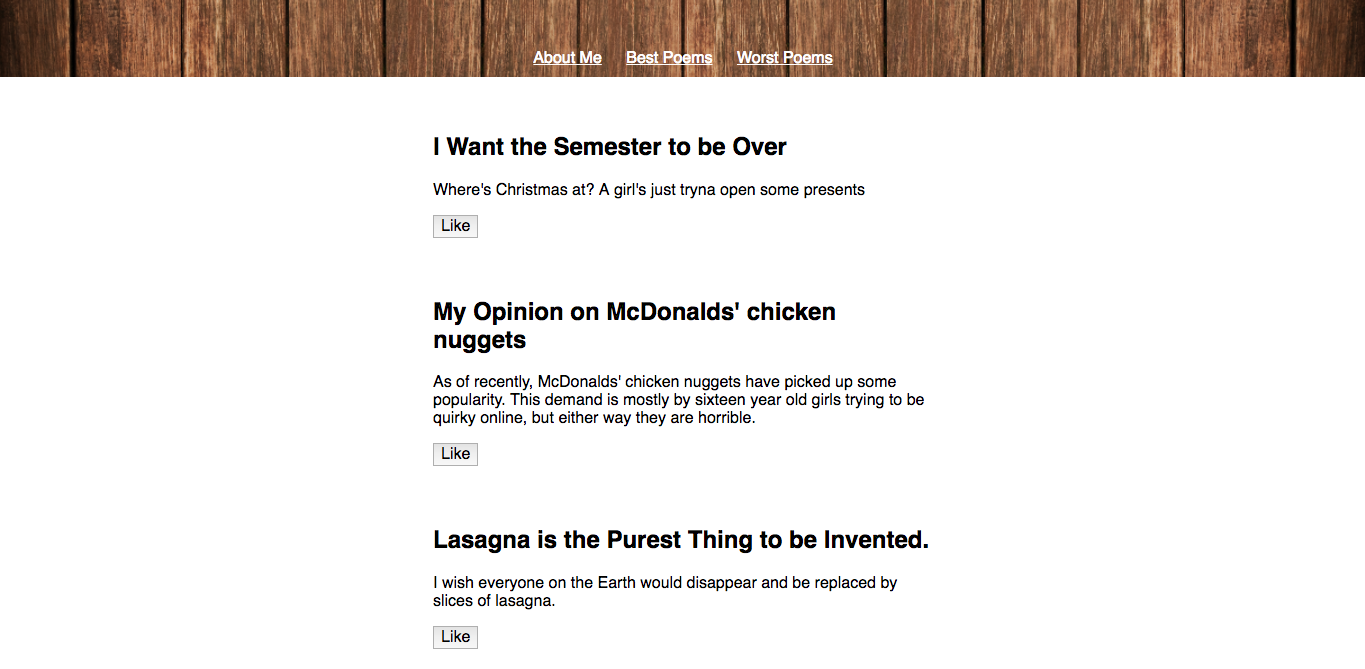 About Me Best Poems Worst Poems
I Want the Semester to be Over
Where's Christmas at? A girl's just tryna open some presents
Like
My Opinion on McDonalds' chicken
nuggets
As of recently, McDonalds' chicken nuggets have picked up some
popularity. This demand is mostly by sixteen year old girls trying to be
quirky online, but either way they are horrible.
Like
Lasagna is the Purest Thing to be Invented.
I wish everyone on the Earth would disappear and be replaced by
slices of lasagna.
Like